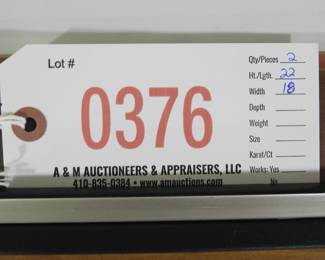 Lot #
0376
A & M AUCTIONEERS & APPRAISERS, LLC
410-835-0384 • www.amauctions.com
Qty/Pieces 2
Ht./Lgth. 22
Width 18
Depth
Weight
Size
Karat/Ct
Works: Yes
No